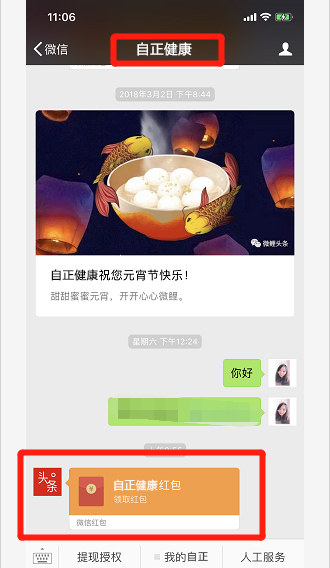 11:06
微信
自正健康
2018年3月2日 下午8:44
微鲤头条
自正健康祝您元宵节快乐！
甜甜蜜蜜元宵，开开心心微鲤。
星期六 下午12:24
你好
头条
自正健康红包
领取红包
微信红包
提现授权
我的自正
人工服务